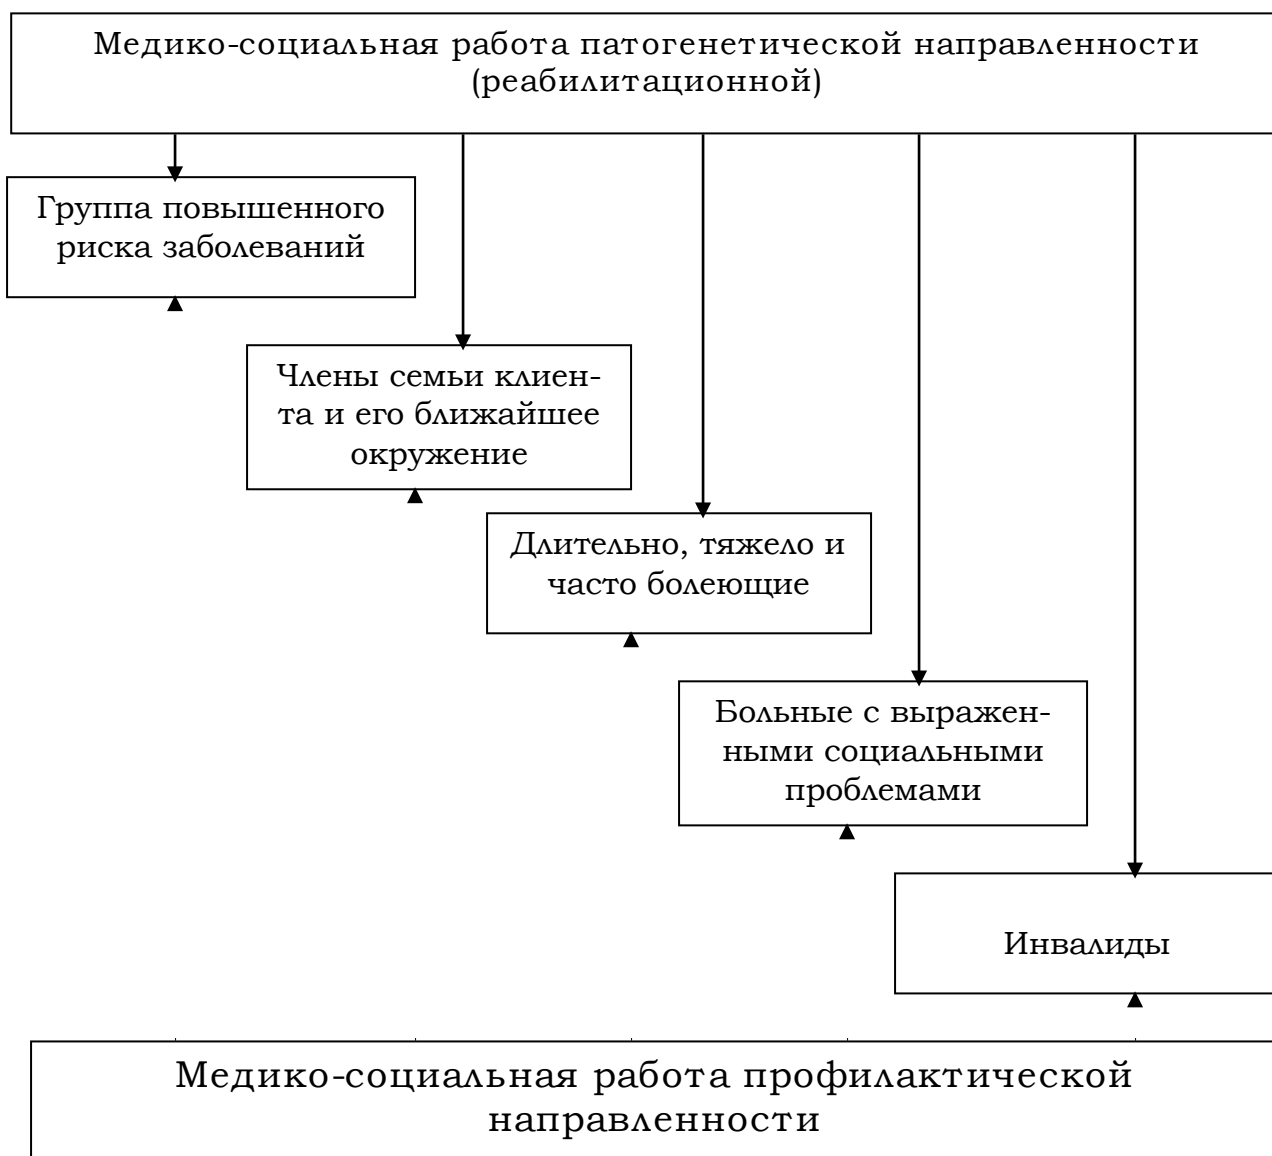 Медико-социальная работа патогенетической направленности
(реабилитационной)
Группа повышенного
риска заболеваний
Члены семьи клиен-
та и его ближайшее
окружение
Длительно, тяжело и
часто болеющие
Больные с выражен-
ными социальными
проблемами
Инвалиды
Медико-социальная работа профилактической
направленности